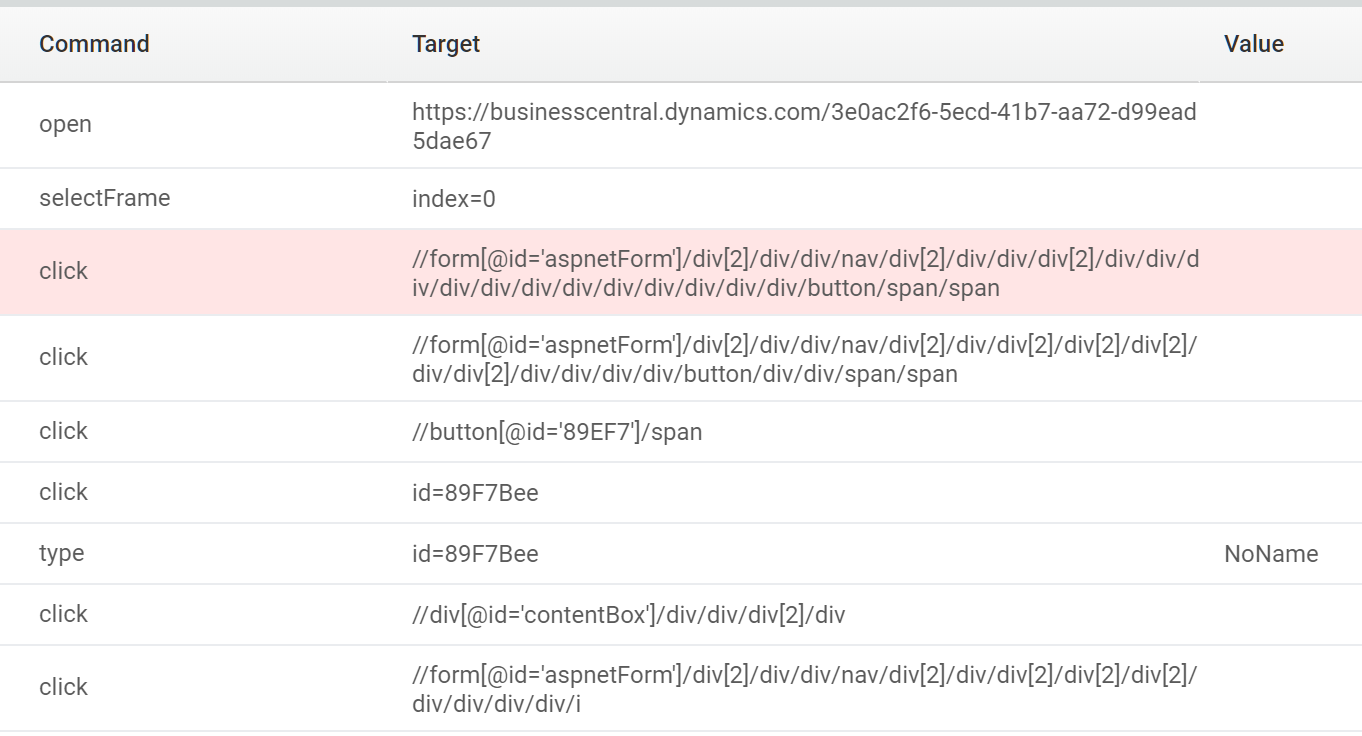 Command Target Value
open https://businesscentral.dynamics.com/3e0ac2f6-5ecd-41b7-aa72-d99ead
5dae67
selectFrame index=0
click //form[@id='aspnetForm']/div[2]/div/div/nav/div[2]/div/div/div[2]/div/div/d
iv/div/div/div/div/div/div/div/div/div/button/span/span
click //form[@id='aspnetForm']/div[2]/div/div/nav/div[2]/div/div[2]/div[2]/div[2]/
div/div[2]/div/div/div/div/button/div/div/span/span
click //button[@id='89EF7']/span
click id=89F7Bee
type id=89F7Bee NoName
click //div[@id='contentBox']/div/div/div[2]/div
click //form[@id='aspnetForm']/div[2]/div/div/nav/div[2]/div/div[2]/div[2]/div[2]/
div/div/div/div/i